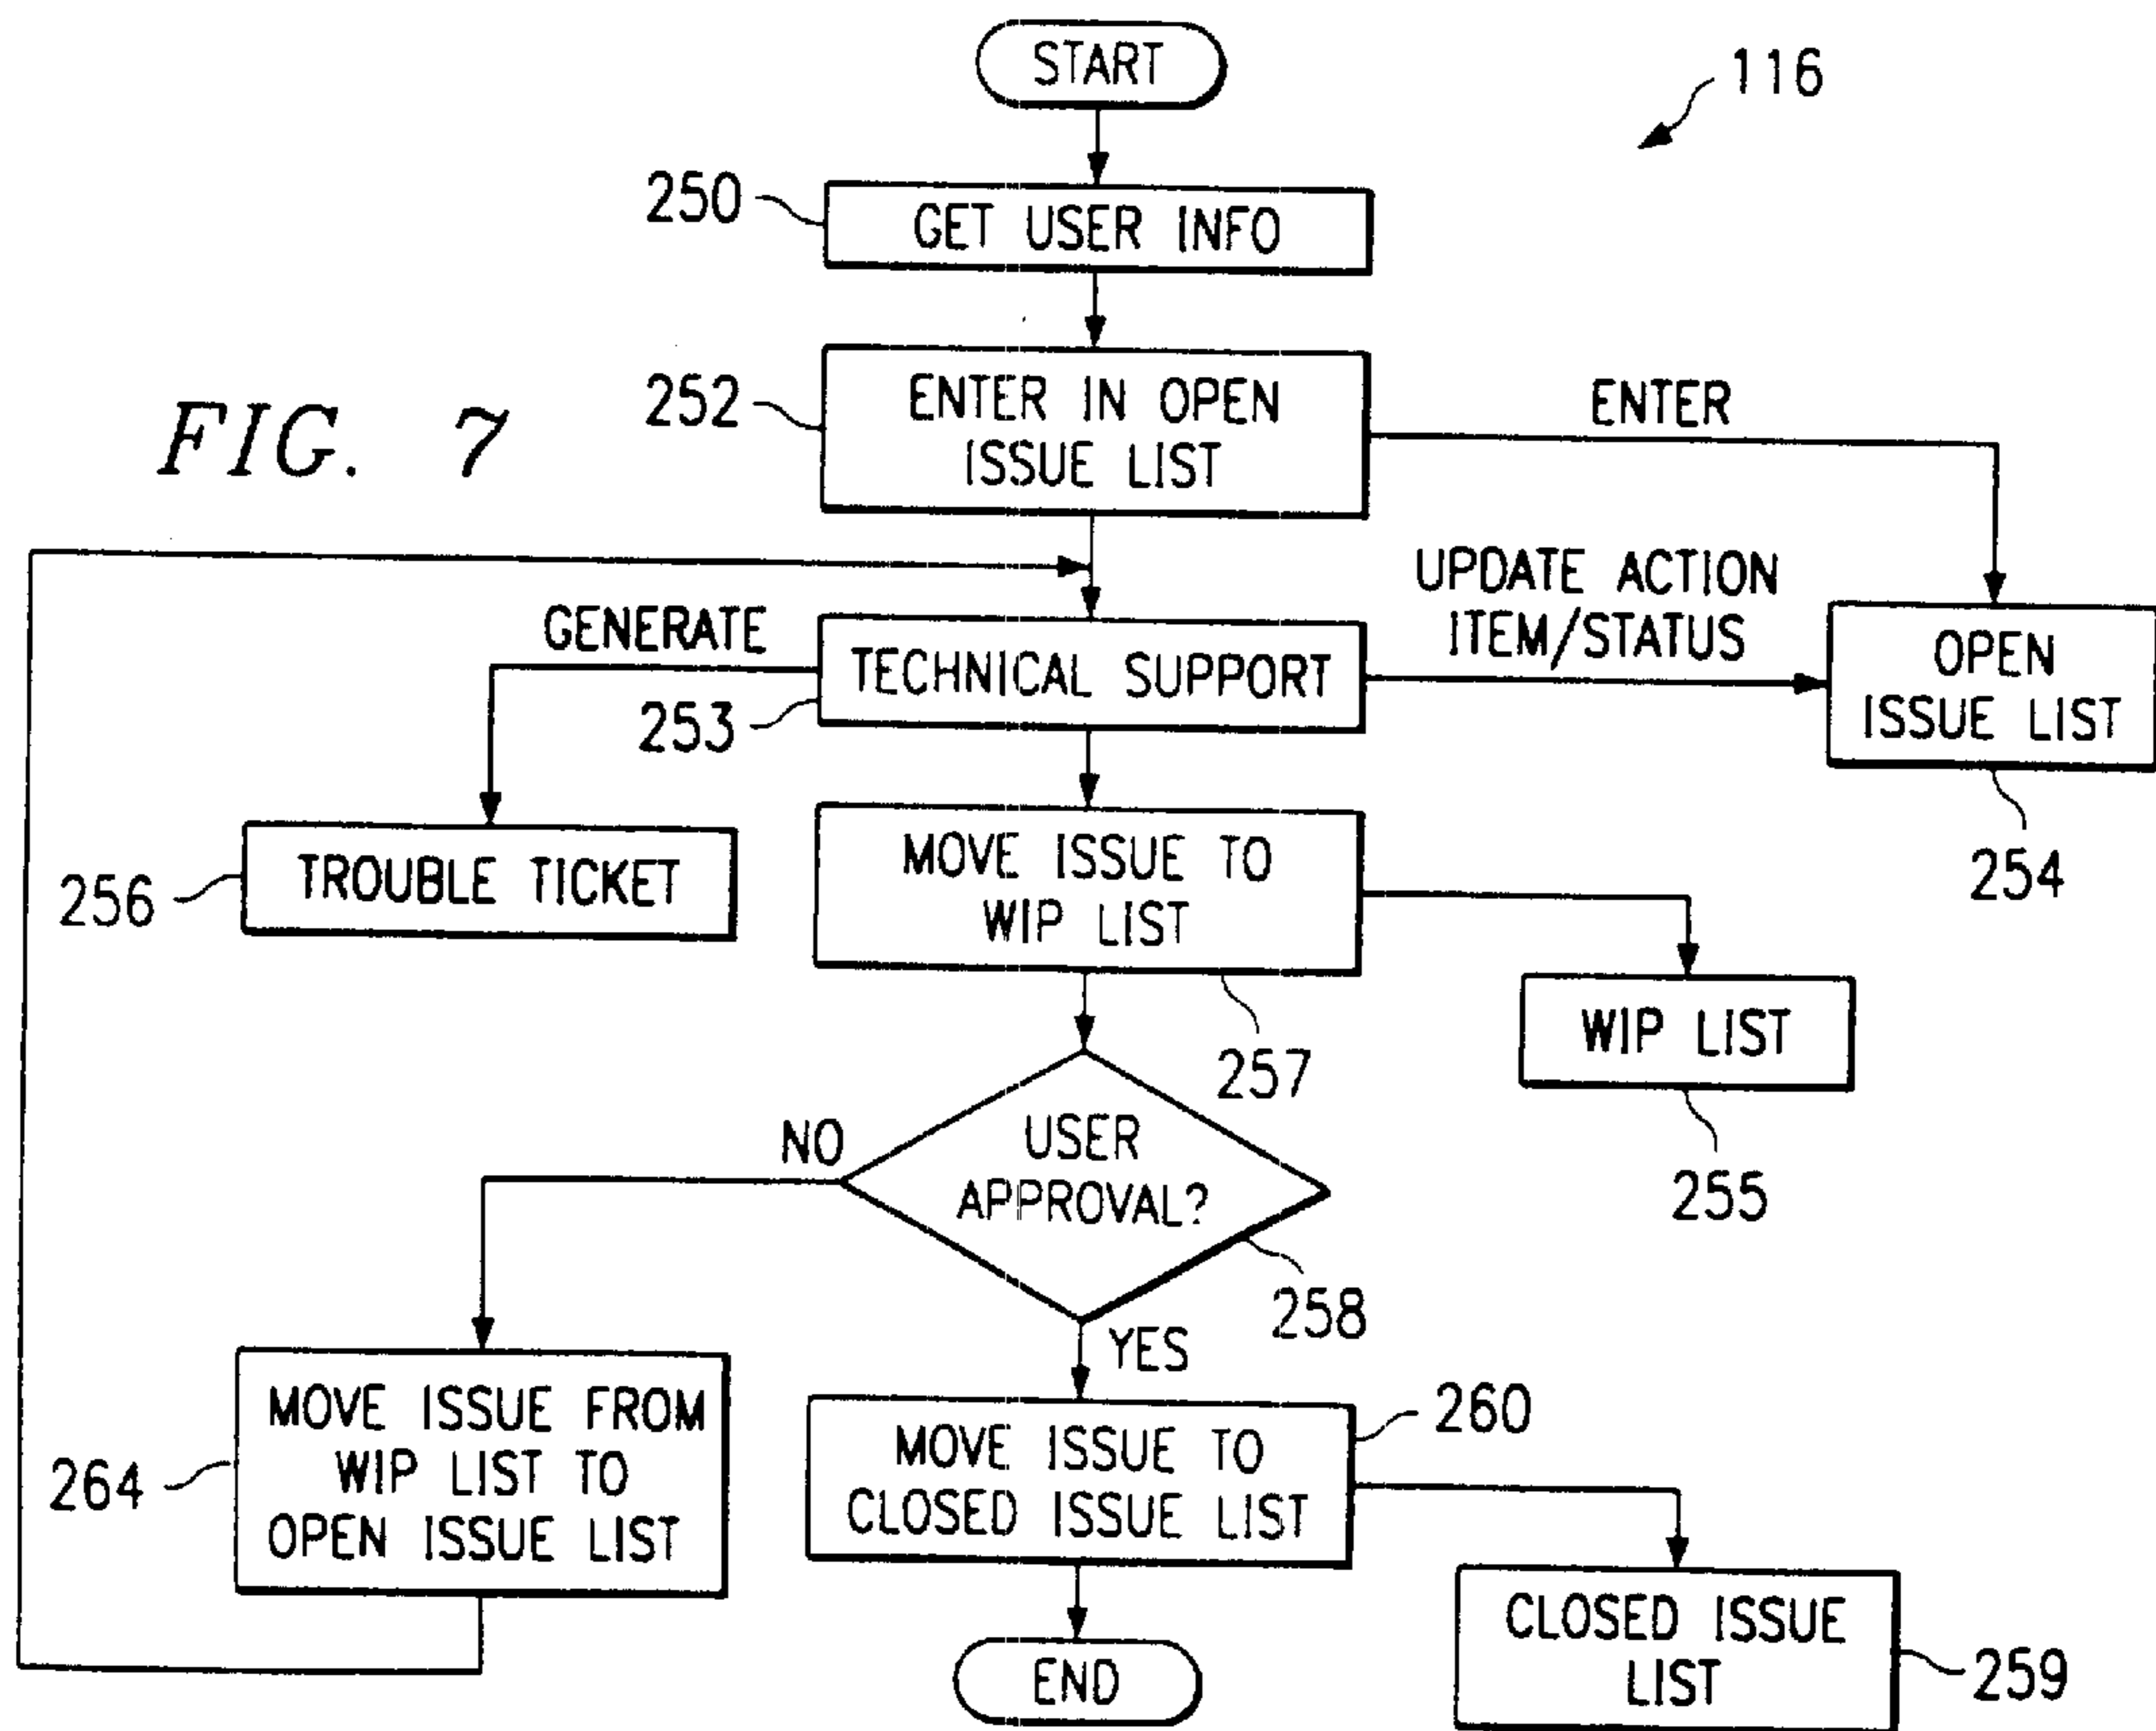 START
116
250
GET USER INFO
FIG. 7
252
ENTER IN OPEN
ISSUE LIST
ENTER
GENERATE
UPDATE ACTION
ITEM/STATUS
TECHNICAL SUPPORT
253
OPEN
ISSUE LIST
254
256
TROUBLE TICKET
MOVE ISSUE TO
WIP LIST
257
WIP LIST
255
NO
USER
APPROVAL?
258
YES
264
MOVE ISSUE FROM
WIP LIST TO
OPEN ISSUE LIST
260
MOVE ISSUE TO
CLOSED ISSUE LIST
CLOSED ISSUE
LIST
259
END